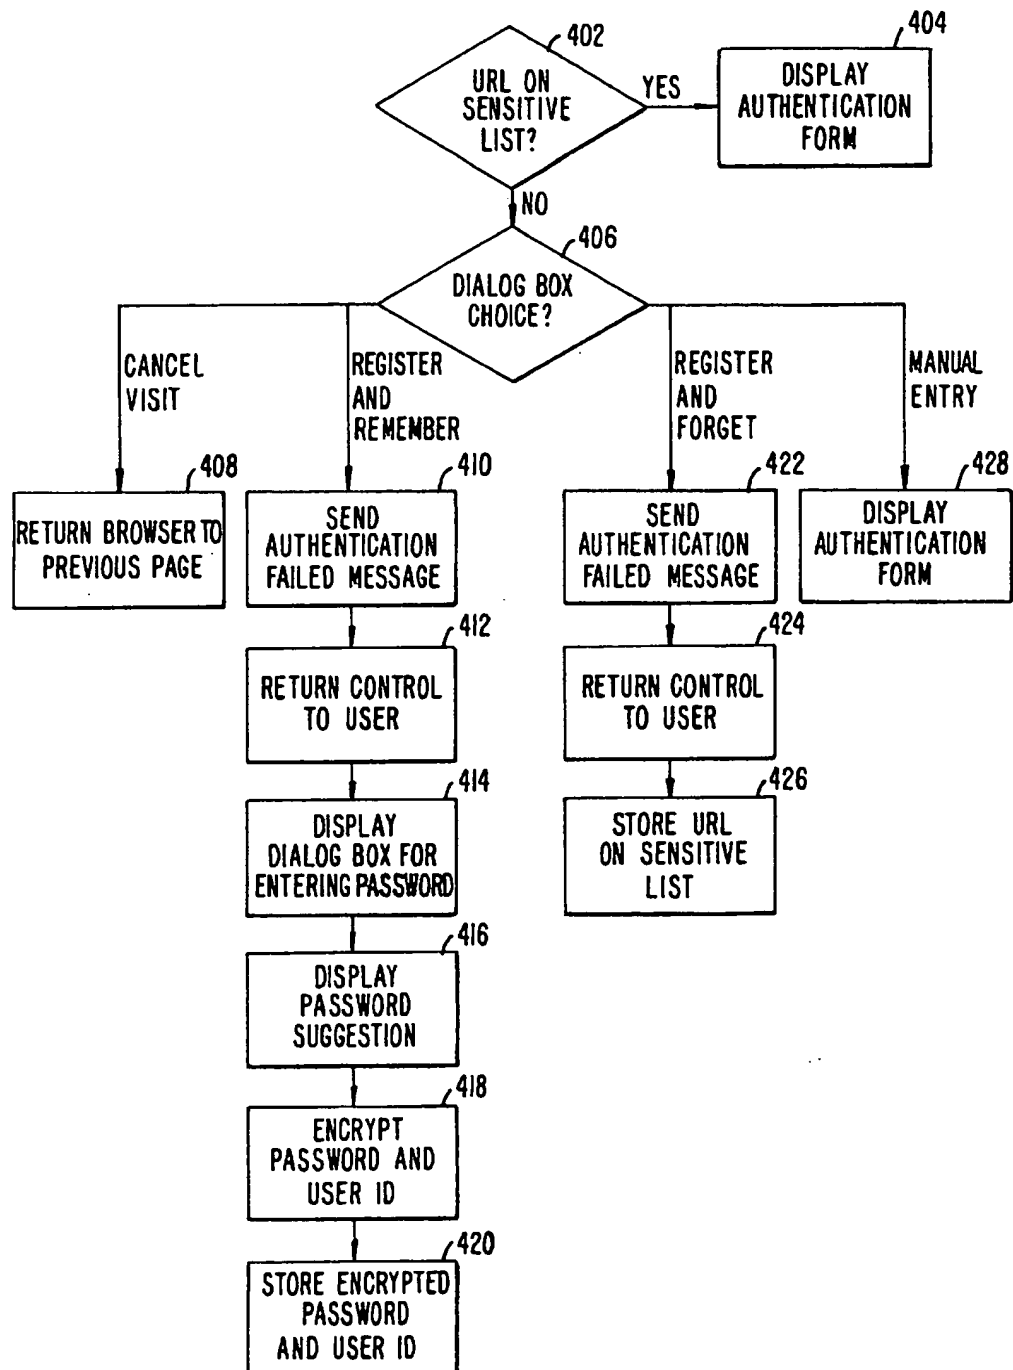 402
URL ON
SENSITIVE
LIST?
YES
404
DISPLAY
AUTHENTICATION
FORM
NO
406
DIALOG BOX
CHOICE?
CANCEL
VISIT
REGISTER
AND
REMEMBER
REGISTER
AND
FORGET
MANUAL
ENTRY
408
RETURN BROWSER TO
PREVIOUS PAGE
410
SEND
AUTHENTICATION
FAILED MESSAGE
412
RETURN CONTROL
TO USER
414
DISPLAY
DIALOG BOX FOR
ENTERING PASSWORD
416
DISPLAY
PASSWORD
SUGGESTION
418
ENCRYPT
PASSWORD AND
USER ID
420
STORE ENCRYPTED
PASSWORD
AND USER ID
422
SEND
AUTHENTICATION
FAILED MESSAGE
424
RETURN CONTROL
TO USER
426
STORE URL
ON SENSITIVE
LIST
428
DISPLAY
AUTHENTICATION
FORM